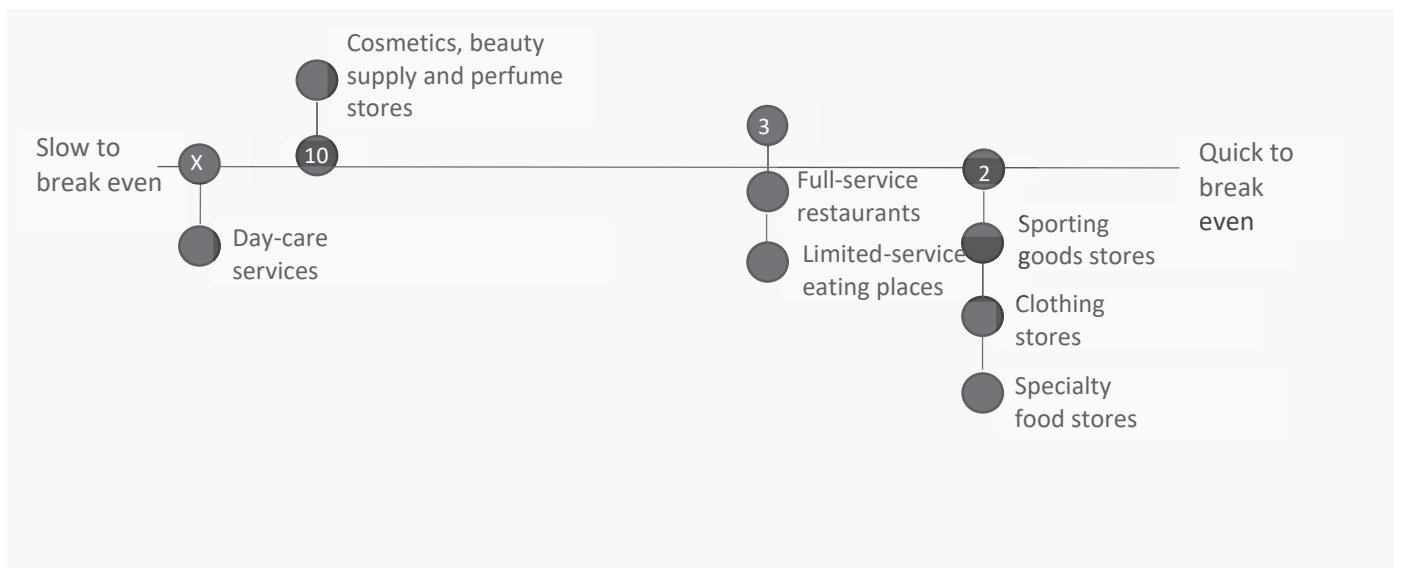 Cosmetics, beauty
supply and perfume
stores
Slow to
break even
X
10
3
2
Quick to
break
even
Day-care
services
Full-service
restaurants
Limited-service
eating places
Sporting
goods stores
Clothing
stores
Specialty
food stores